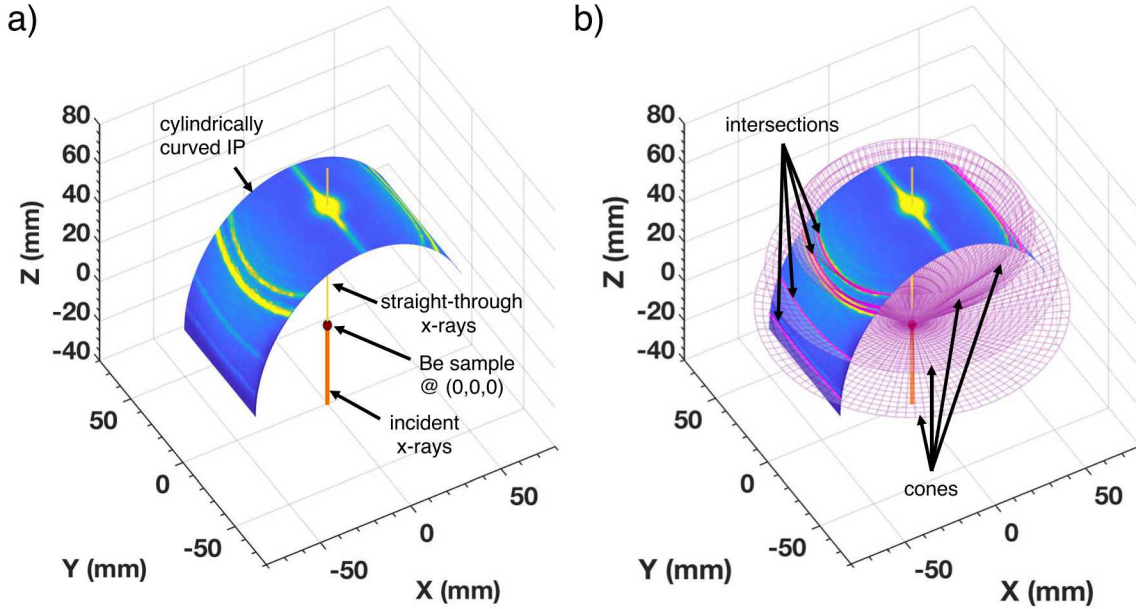 a)
cylindrically
curved IP
80
60
40
20
0
-20
-40
Z (mm)
straight-through
x-rays
Be sample
@ (0,0,0)
incident
x-rays
50
0
-50
Y (mm)
-50
0
50
X (mm)
b)
intersections
80
60
40
20
0
-20
-40
Z (mm)
cones
50
0
-50
Y (mm)
-50
0
50
X (mm)